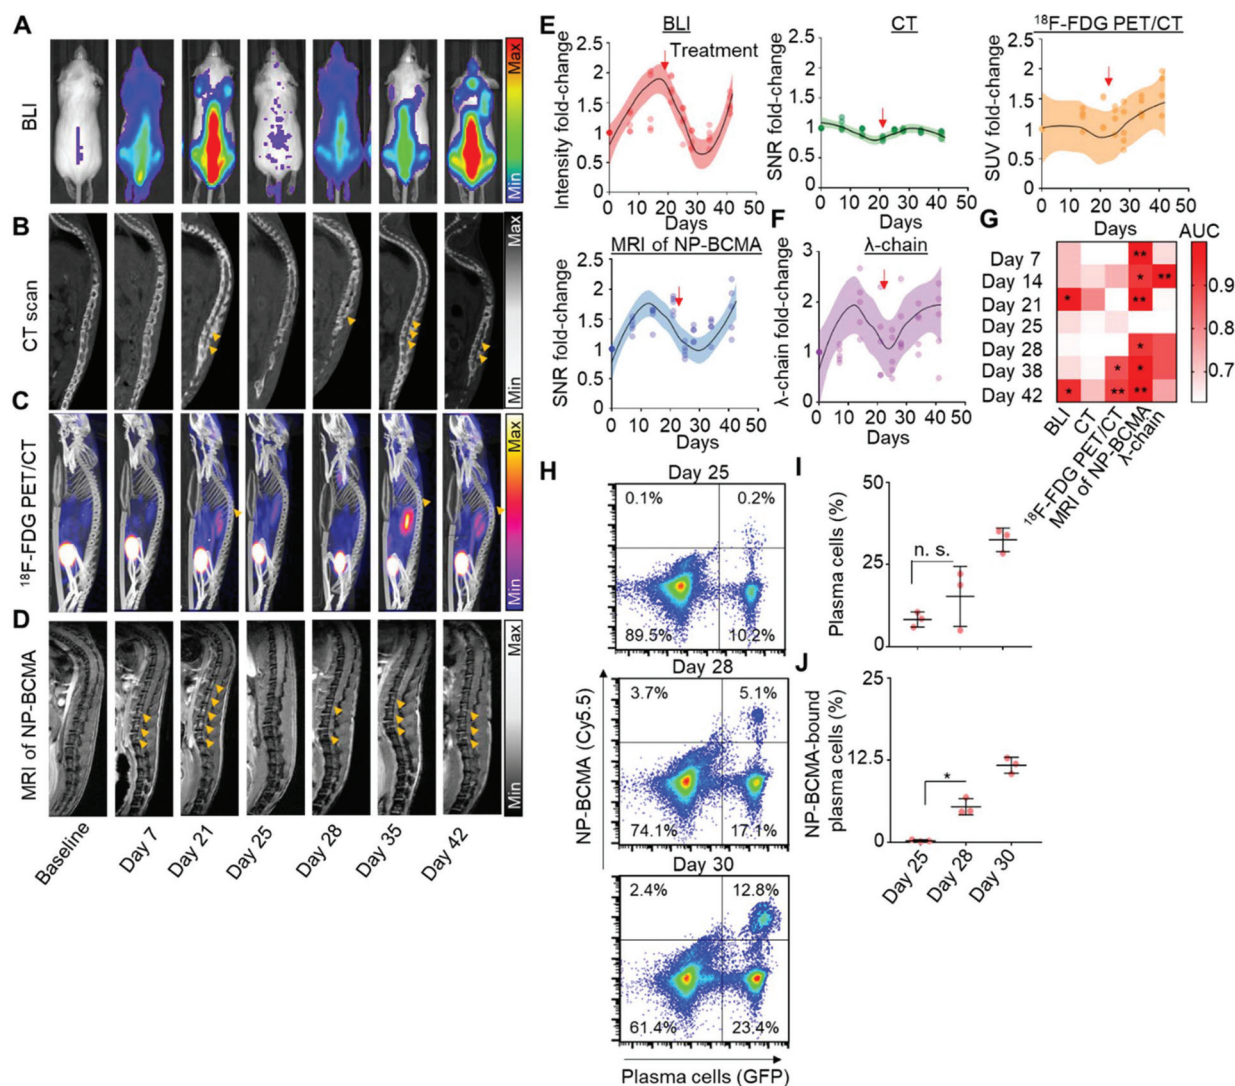 A
BLI
Max
Min
B
CT scan
Max
Min
C
¹⁸F-FDG PET/CT
Max
Min
D
MRI of NP-BCMA
Max
Min
Baseline
Day 7
Day 21
Day 25
Day 28
Day 35
Day 42
E
BLI
Treatment
Intensity fold-change
2.5
2
1.5
1
0.5
0
0 10 20 30 40 50
Days
CT
SNR fold-change
2.5
2
1.5
1
0.5
0
0 10 20 30 40 50
Days
¹⁸F-FDG PET/CT
SUV fold-change
2.5
2
1.5
1
0.5
0 10 20 30 40 50
Days
MRI of NP-BCMA
SNR fold-change
2.5
2
1.5
1
0.5
0
0 10 20 30 40 50
Days
F
λ-chain
λ-chain fold-change
3
2
1
0
0 10 20 30 40 50
Days
G
AUC
Day 7
Day 14
Day 21
Day 25
Day 28
Day 38
Day 42
**
* **
* **
*
* *
* ** **
BLI
CT
¹⁸F-FDG PET/CT
MRI of NP-BCMA
λ-chain
0.9
0.8
0.7
H
Day 25
0.1% 0.2%
89.5% 10.2%
Day 28
3.7% 5.1%
74.1% 17.1%
Day 30
2.4% 12.8%
61.4% 23.4%
NP-BCMA (Cy5.5)
Plasma cells (GFP)
I
Plasma cells (%)
50
25
0
n. s.
J
NP-BCMA-bound
plasma cells (%)
25
12.5
0
*
Day 25
Day 28
Day 30